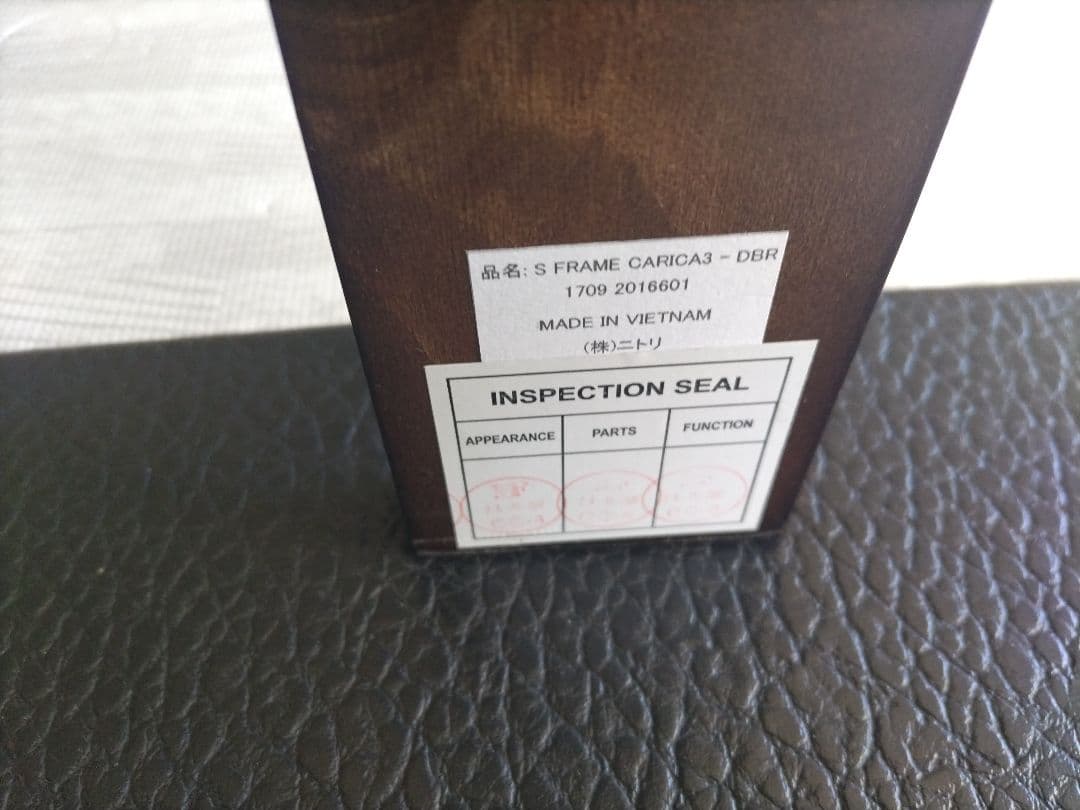 品名: S FRAME CARICA3 - DBR
1709 2016601
MADE IN VIETNAM
(株)ニトリ
INSPECTION SEAL
APPEARANCE PARTS FUNCTION